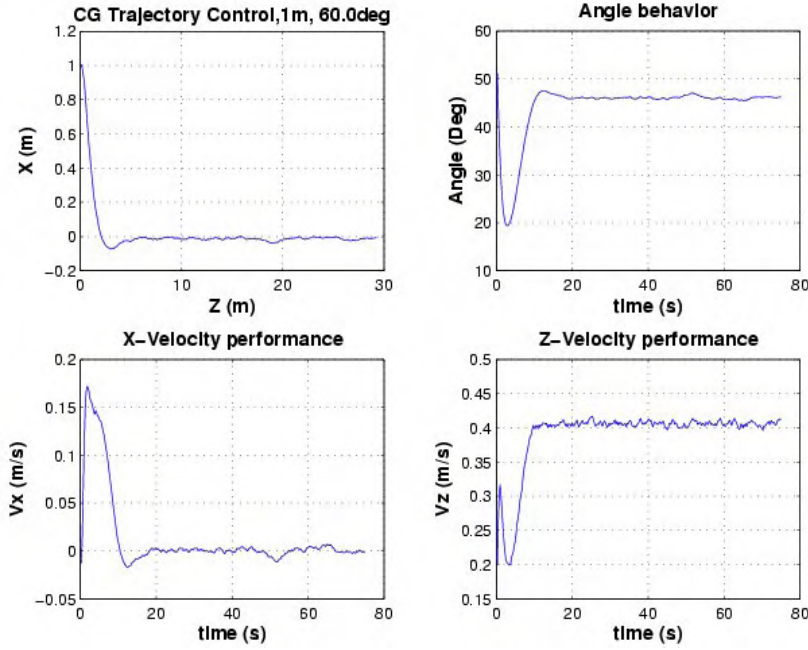 CG Trajectory Control,1m, 60.0deg
1.2
1
0.8
0.6
0.4
0.2
0
−0.2
X (m)
0 10 20 30
Z (m)
Angle behavior
60
50
40
30
20
10
Angle (Deg)
0 20 40 60 80
time (s)
X−Velocity performance
0.2
0.15
0.1
0.05
0
−0.05
Vx (m/s)
0 20 40 60 80
time (s)
Z−Velocity performance
0.5
0.45
0.4
0.35
0.3
0.25
0.2
0.15
Vz (m/s)
0 20 40 60 80
time (s)